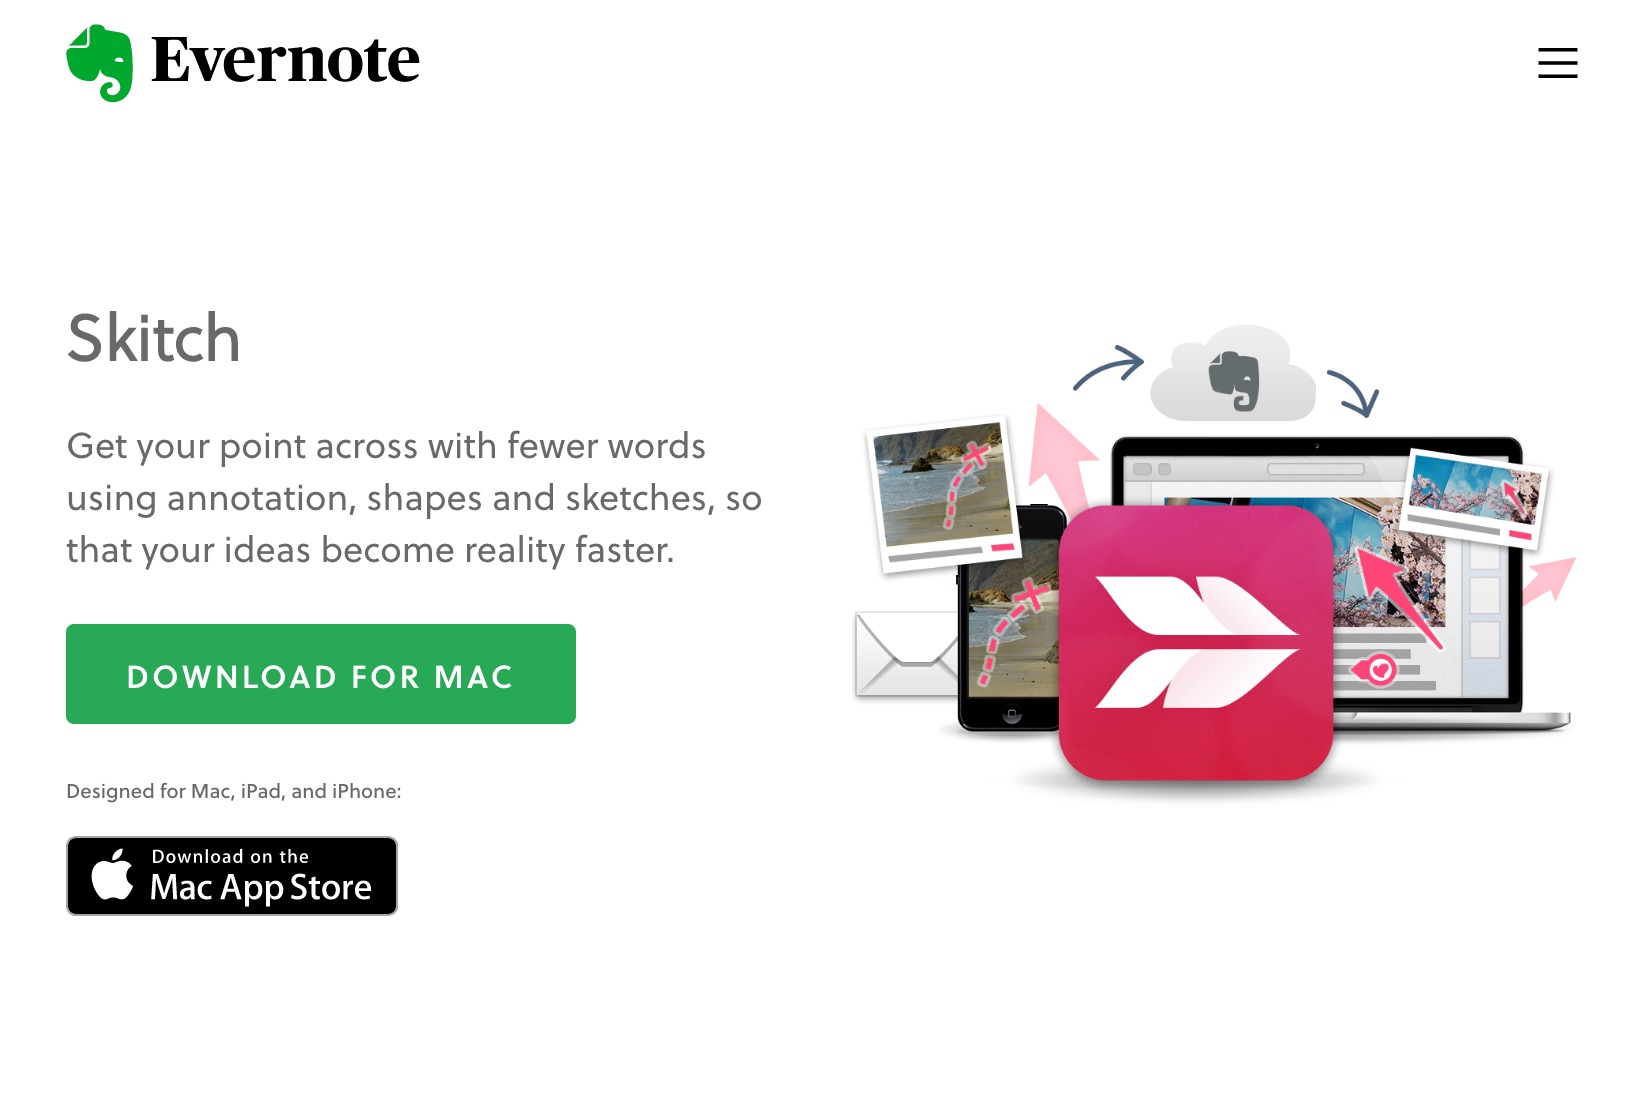 Evernote
Skitch
Get your point across with fewer words
using annotation, shapes and sketches, so
that your ideas become reality faster.
DOWNLOAD FOR MAC
Designed for Mac, iPad, and iPhone:
Download on the
Mac App Store